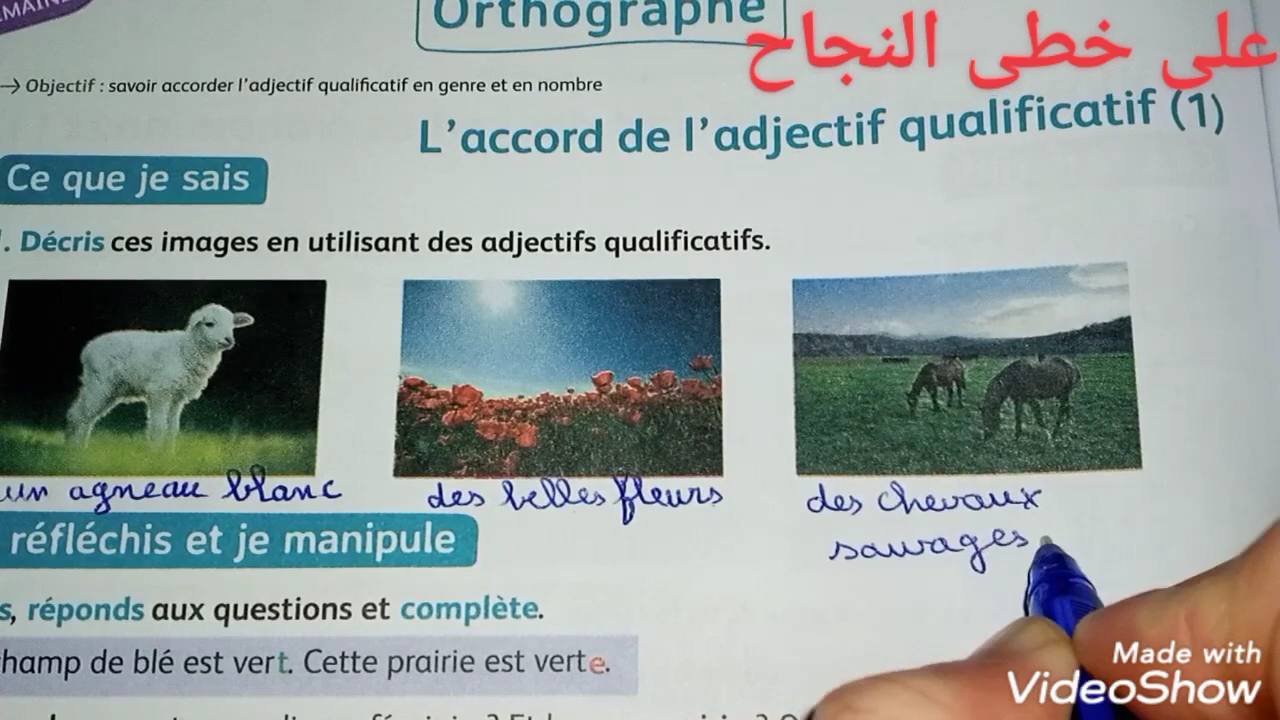 Orthographe
على خطى النجاح
→ Objectif : savoir accorder l'adjectif qualificatif en genre et en nombre
L'accord de l'adjectif qualificatif (1)
Ce que je sais
. Décris ces images en utilisant des adjectifs qualificatifs.
un agneau blanc
des belles fleurs
des chevaux
sauvages
réfléchis et je manipule
s, réponds aux questions et complète.
hamp de blé est vert. Cette prairie est verte.
Made with
VideoShow